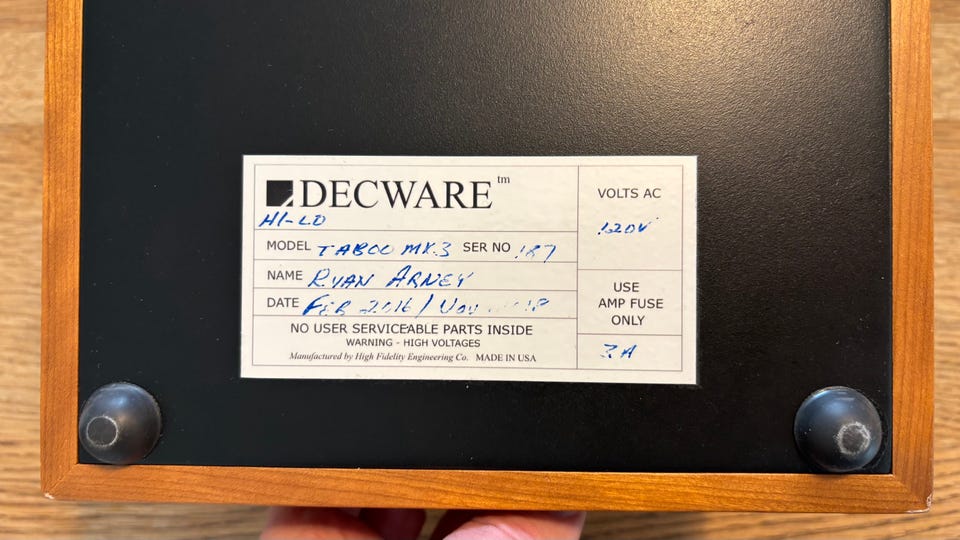 DECWARE tm
HI-LO
MODEL TABOO MK.3 SER NO 187
NAME RYAN ARNEY
DATE FEB 2016 / NOV
NO USER SERVICEABLE PARTS INSIDE
WARNING - HIGH VOLTAGES
Manufactured by High Fidelity Engineering Co. MADE IN USA
VOLTS AC
120V
USE
AMP FUSE
ONLY
3A